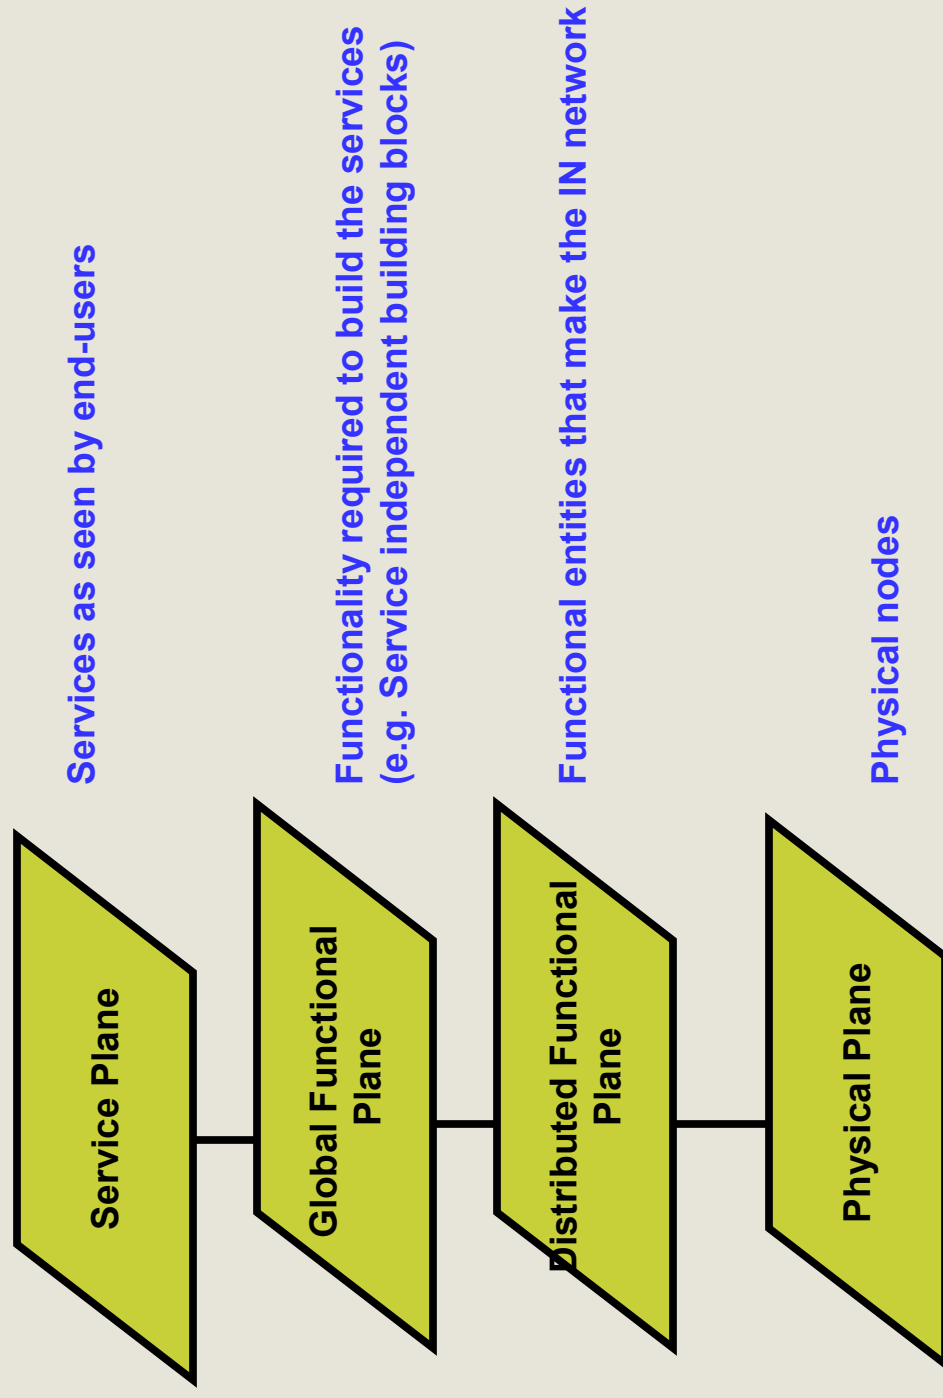 Service Plane
Services as seen by end-users
Global Functional
Plane
Functionality required to build the services
(e.g. Service independent building blocks)
Distributed Functional
Plane
Functional entities that make the IN network
Physical Plane
Physical nodes